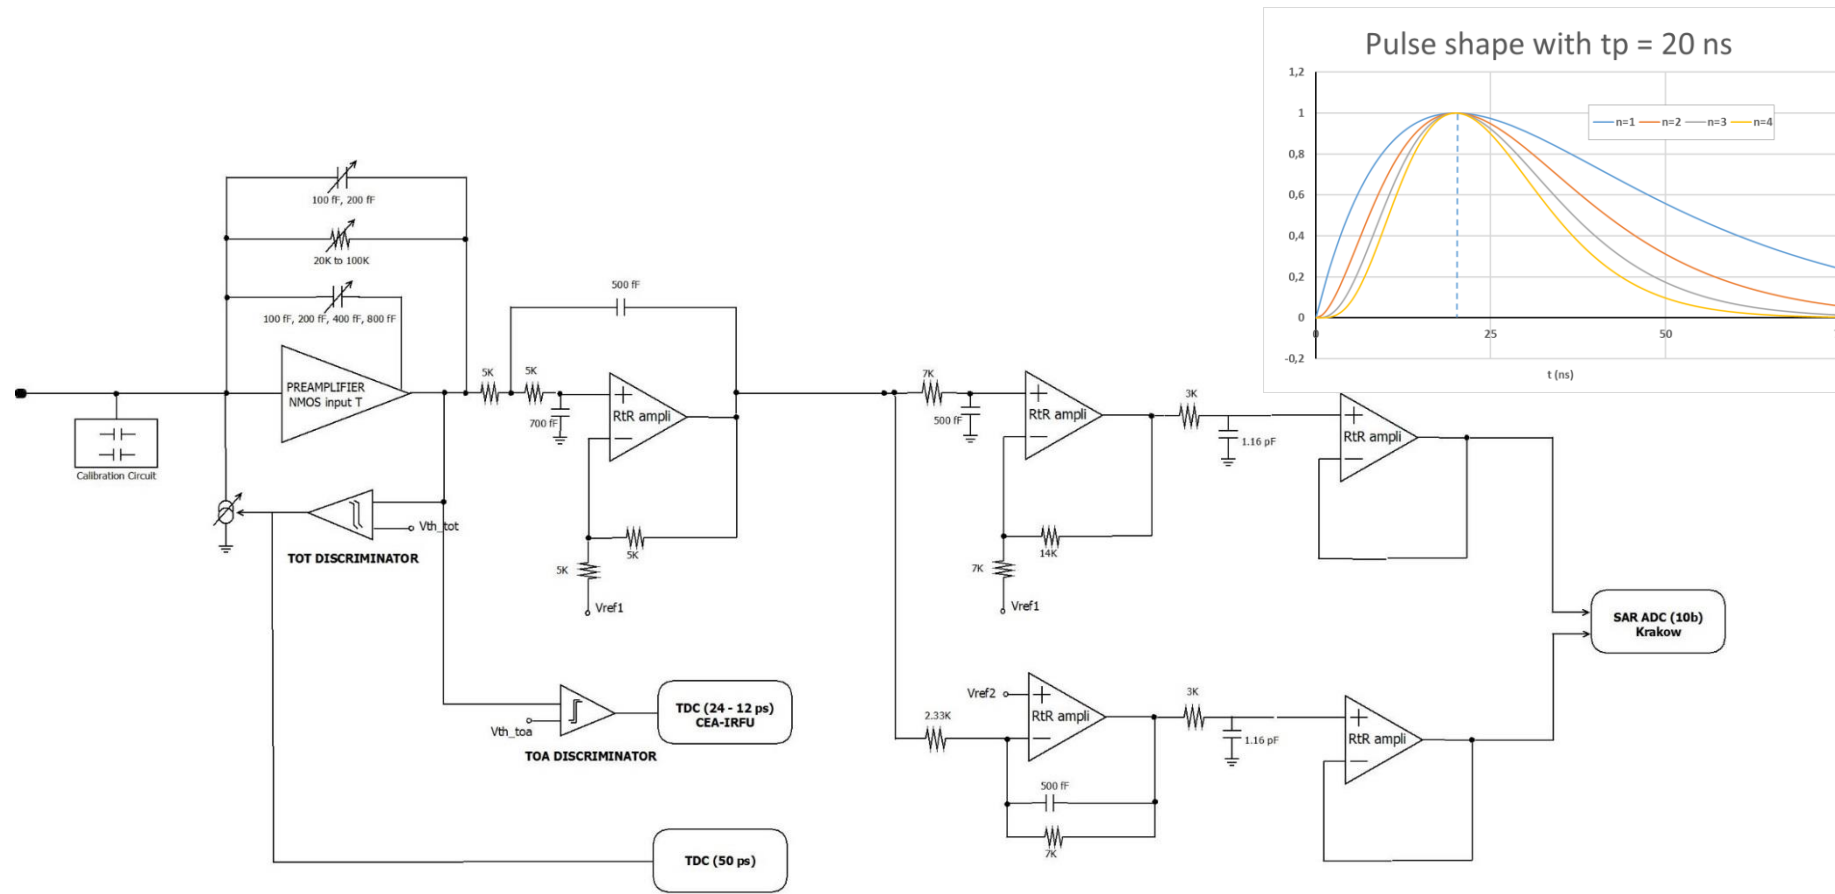 Pulse shape with tp = 20 ns
1,2
1
0,8
0,6
0,4
0,2
0
-0,2
n=1 n=2 n=3 n=4
0 25 50
t (ns)
100 fF, 200 fF
20K to 100K
100 fF, 200 fF, 400 fF, 800 fF
PREAMPLIFIER
NMOS input T
Calibration Circuit
Vth_tot
TOT DISCRIMINATOR
500 fF
5K
5K
700 fF
+
RtR ampli
−
5K
5K
Vref1
Vth_toa
TOA DISCRIMINATOR
TDC (24 - 12 ps)
CEA-IRFU
TDC (50 ps)
7K
500 fF
+
RtR ampli
−
14K
7K
Vref1
3K
1.16 pF
+
RtR ampli
−
2.33K
Vref2
+
RtR ampli
−
500 fF
7K
3K
1.16 pF
+
RtR ampli
−
SAR ADC (10b)
Krakow